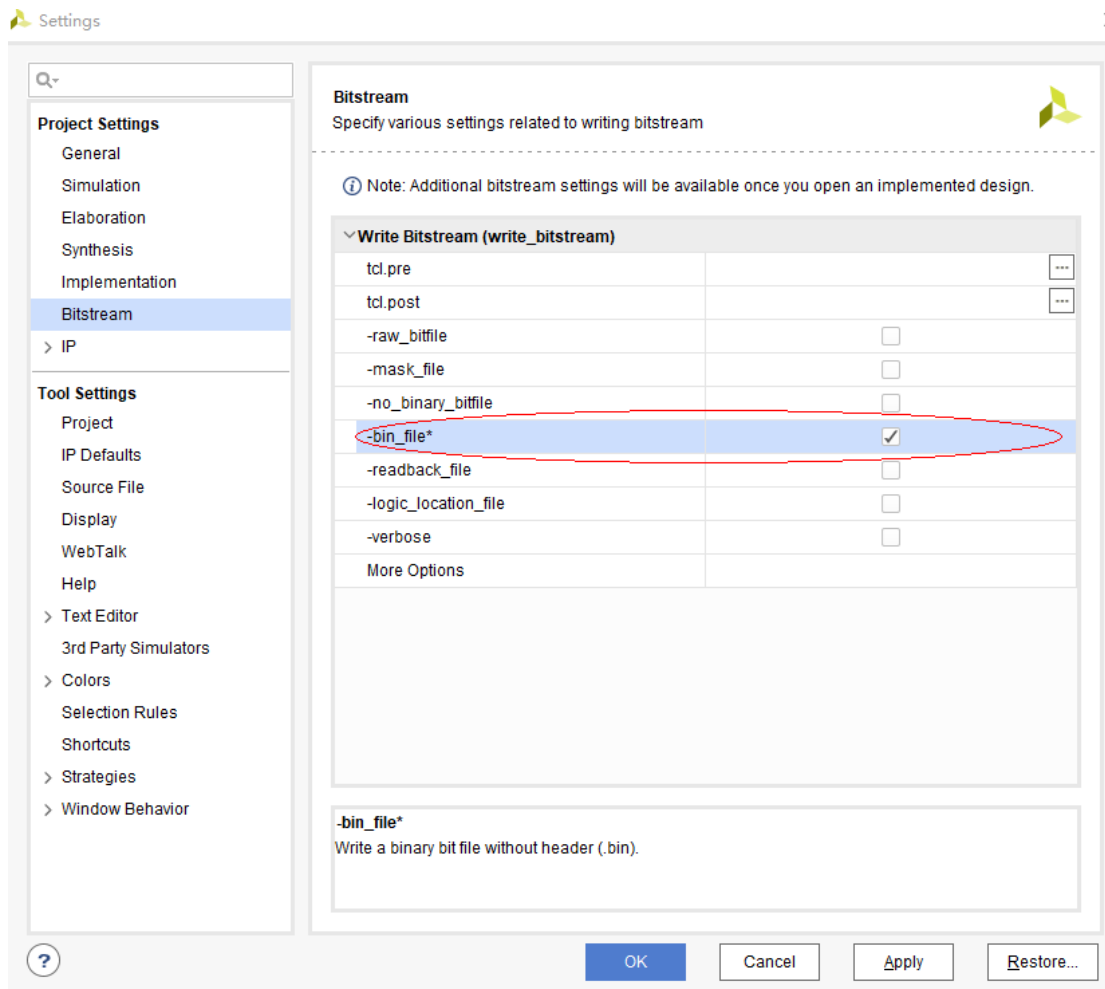 Settings
Project Settings
General
Simulation
Elaboration
Synthesis
Implementation
Bitstream
IP
Tool Settings
Project
IP Defaults
Source File
Display
WebTalk
Help
Text Editor
3rd Party Simulators
Colors
Selection Rules
Shortcuts
Strategies
Window Behavior
Bitstream
Specify various settings related to writing bitstream
Note: Additional bitstream settings will be available once you open an implemented design.
Write Bitstream (write_bitstream)
tcl.pre
tcl.post
-raw_bitfile
-mask_file
-no_binary_bitfile
-bin_file*
-readback_file
-logic_location_file
-verbose
More Options
-bin_file*
Write a binary bit file without header (.bin).
?
OK Cancel Apply Restore...